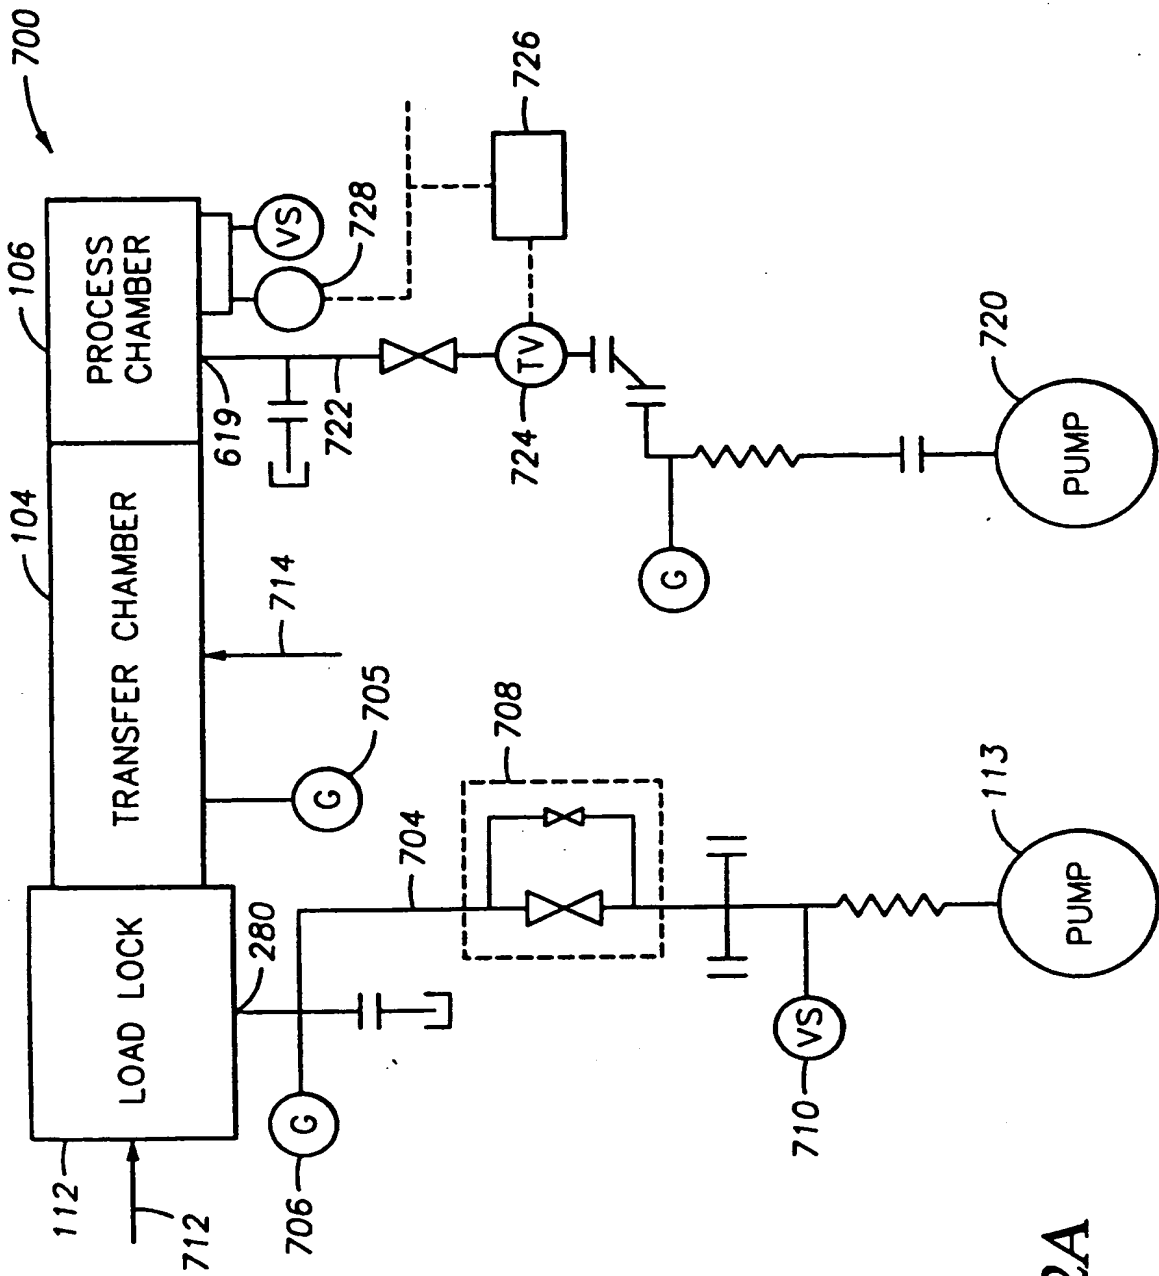 700
106
104
PROCESS
CHAMBER
TRANSFER CHAMBER
LOAD LOCK
112
712
VS
728
726
619
722
TV
724
714
G
705
280
704
708
G
706
G
720
PUMP
VS
710
113
PUMP
2A